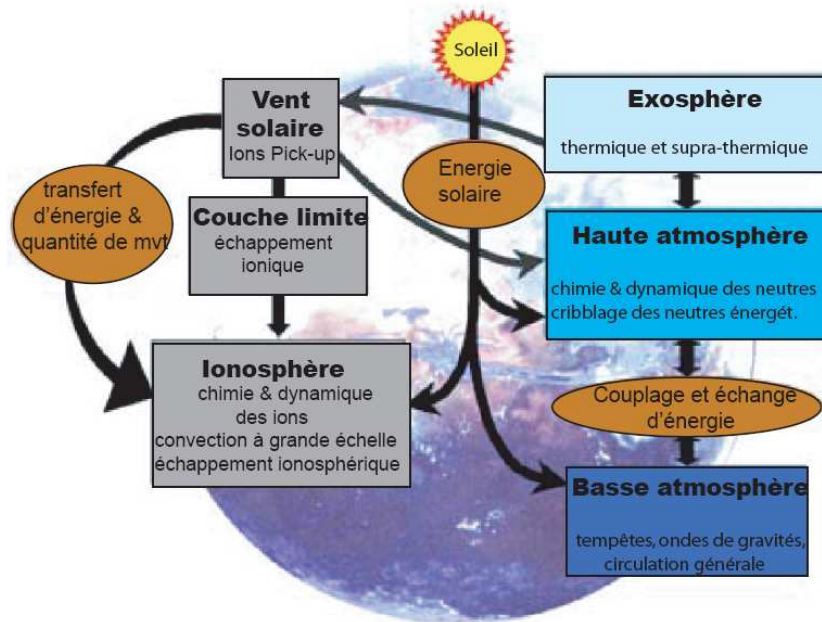 Soleil
Vent
solaire
Ions Pick-up
transfert
d'énergie &
quantité de mvt
Couche limite
échappement
ionique
Ionosphère
chimie & dynamique
des ions
convection à grande échelle
échappement ionosphérique
Energie
solaire
Exosphère
thermique et supra-thermique
Haute atmosphère
chimie & dynamique des neutres
cribblage des neutres énergét.
Couplage et échange
d'énergie
Basse atmosphère
tempêtes, ondes de gravités,
circulation générale